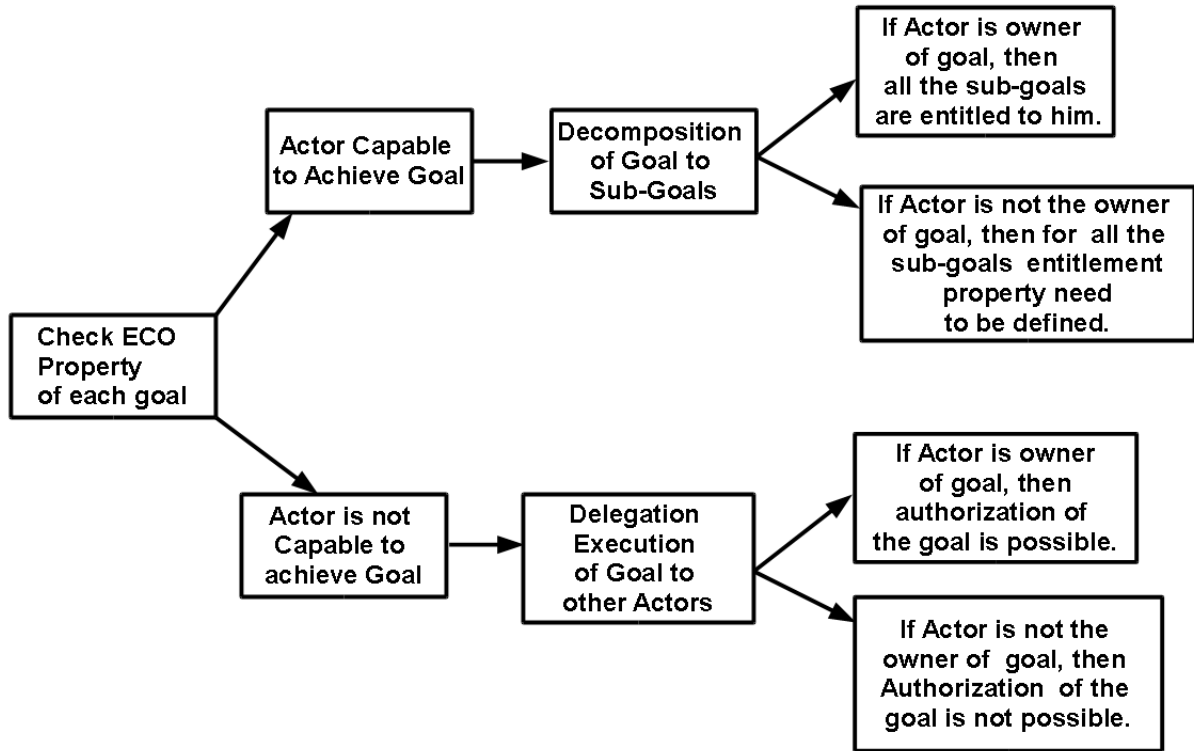 If Actor is owner
of goal, then
all the sub-goals
are entitled to him.
Actor Capable
to Achieve Goal
Decomposition
of Goal to
Sub-Goals
If Actor is not the owner
of goal, then for all the
sub-goals entitlement
property need
to be defined.
Check ECO
Property
of each goal
If Actor is owner
of goal, then
authorization of
the goal is possible.
Actor is not
Capable to
achieve Goal
Delegation
Execution
of Goal to
other Actors
If Actor is not the
owner of goal, then
Authorization of the
goal is not possible.